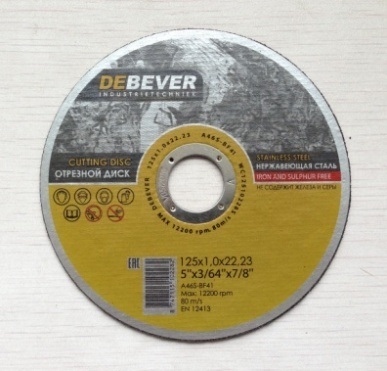 DEBEVER
INDUSTRIETECHNIEK
CUTTING DISC
ОТРЕЗНОЙ ДИСК
STAINLESS STEEL
НЕРЖАВЕЮЩАЯ СТАЛЬ
IRON AND SULPHUR FREE
НЕ СОДЕРЖИТ ЖЕЛЕЗА И СЕРЫ
DEBEVER 125x1.0x22.23 A46S-BF41
MAX 12200 rpm 80m/s
EAC
125x1,0x22,23
5"x3/64"x7/8"
A46S-BF41
Max: 12200 rpm
80 m/s
EN 12413